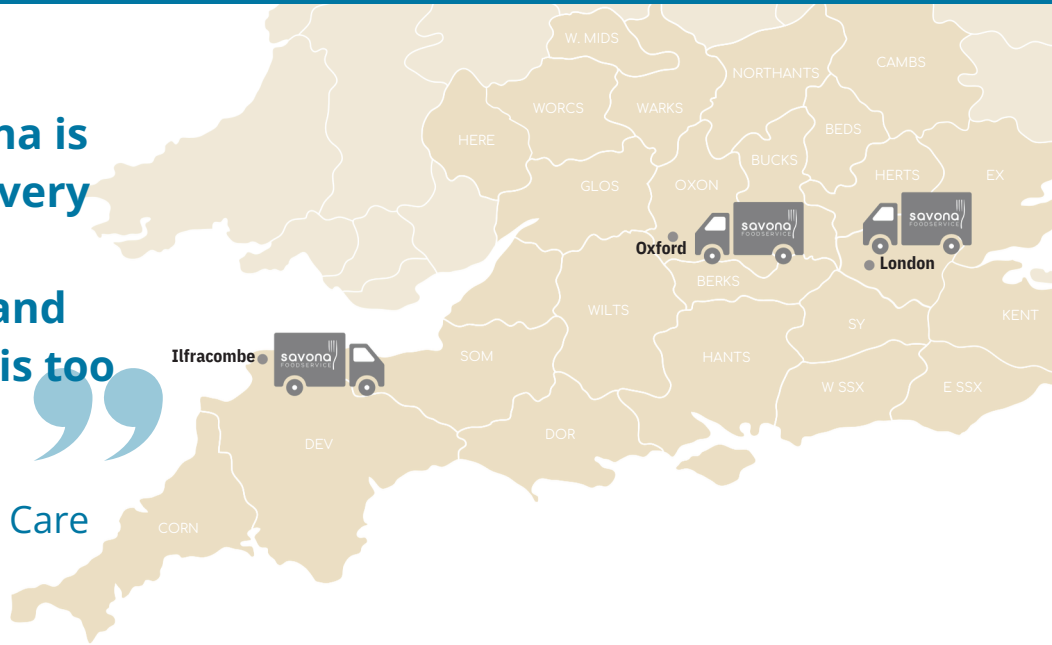 na is
very
and
is too
”
Care
W. MIDS
CAMBS
NORTHANTS
WORCS
WARKS
BEDS
HERE
BUCKS
HERTS
EX
GLOS
OXON
savona
FOODSERVICE
savona
FOODSERVICE
Oxford
London
BERKS
WILTS
KENT
SY
savona
FOODSERVICE
Ilfracombe
SOM
HANTS
W SSX
E SSX
DOR
DEV
CORN